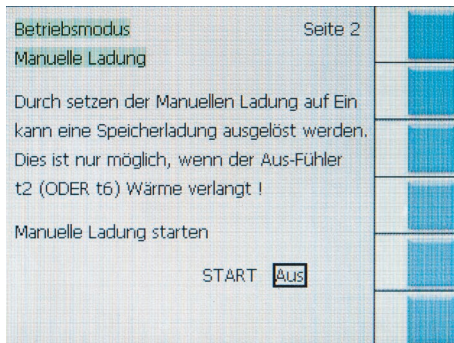 Betriebsmodus Seite 2
Manuelle Ladung
Durch setzen der Manuellen Ladung auf Ein
kann eine Speicherladung ausgelöst werden.
Dies ist nur möglich, wenn der Aus-Fühler
t2 (ODER t6) Wärme verlangt !
Manuelle Ladung starten
START Aus